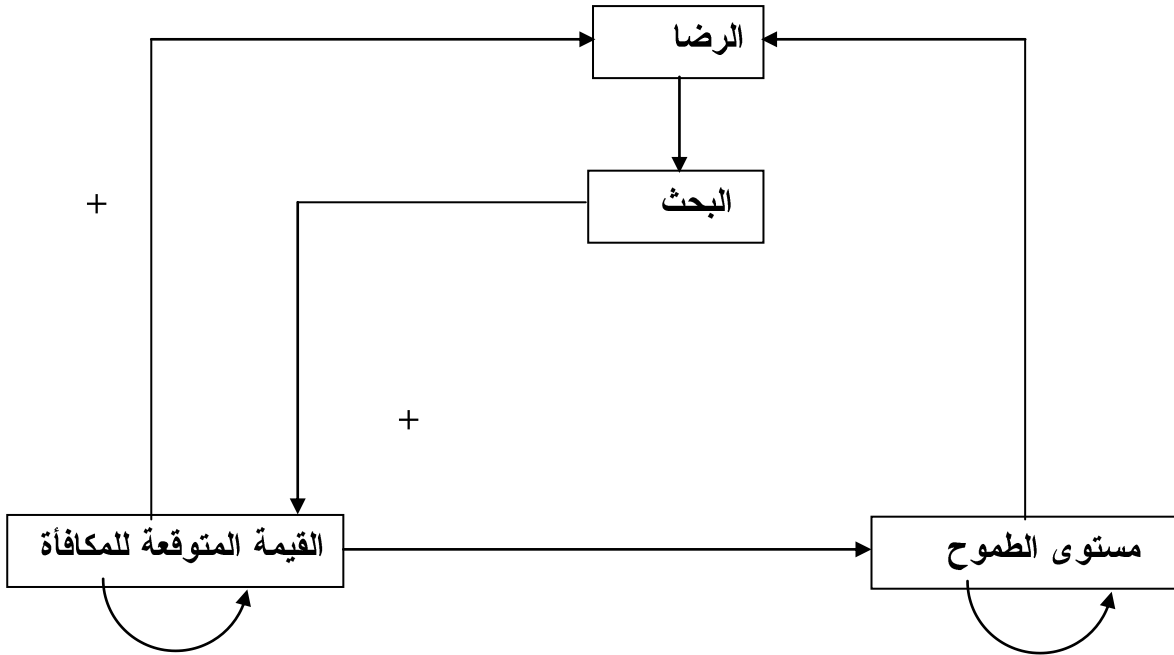 الرضا
البحث
+
+
القيمة المتوقعة للمكافأة
مستوى الطموح